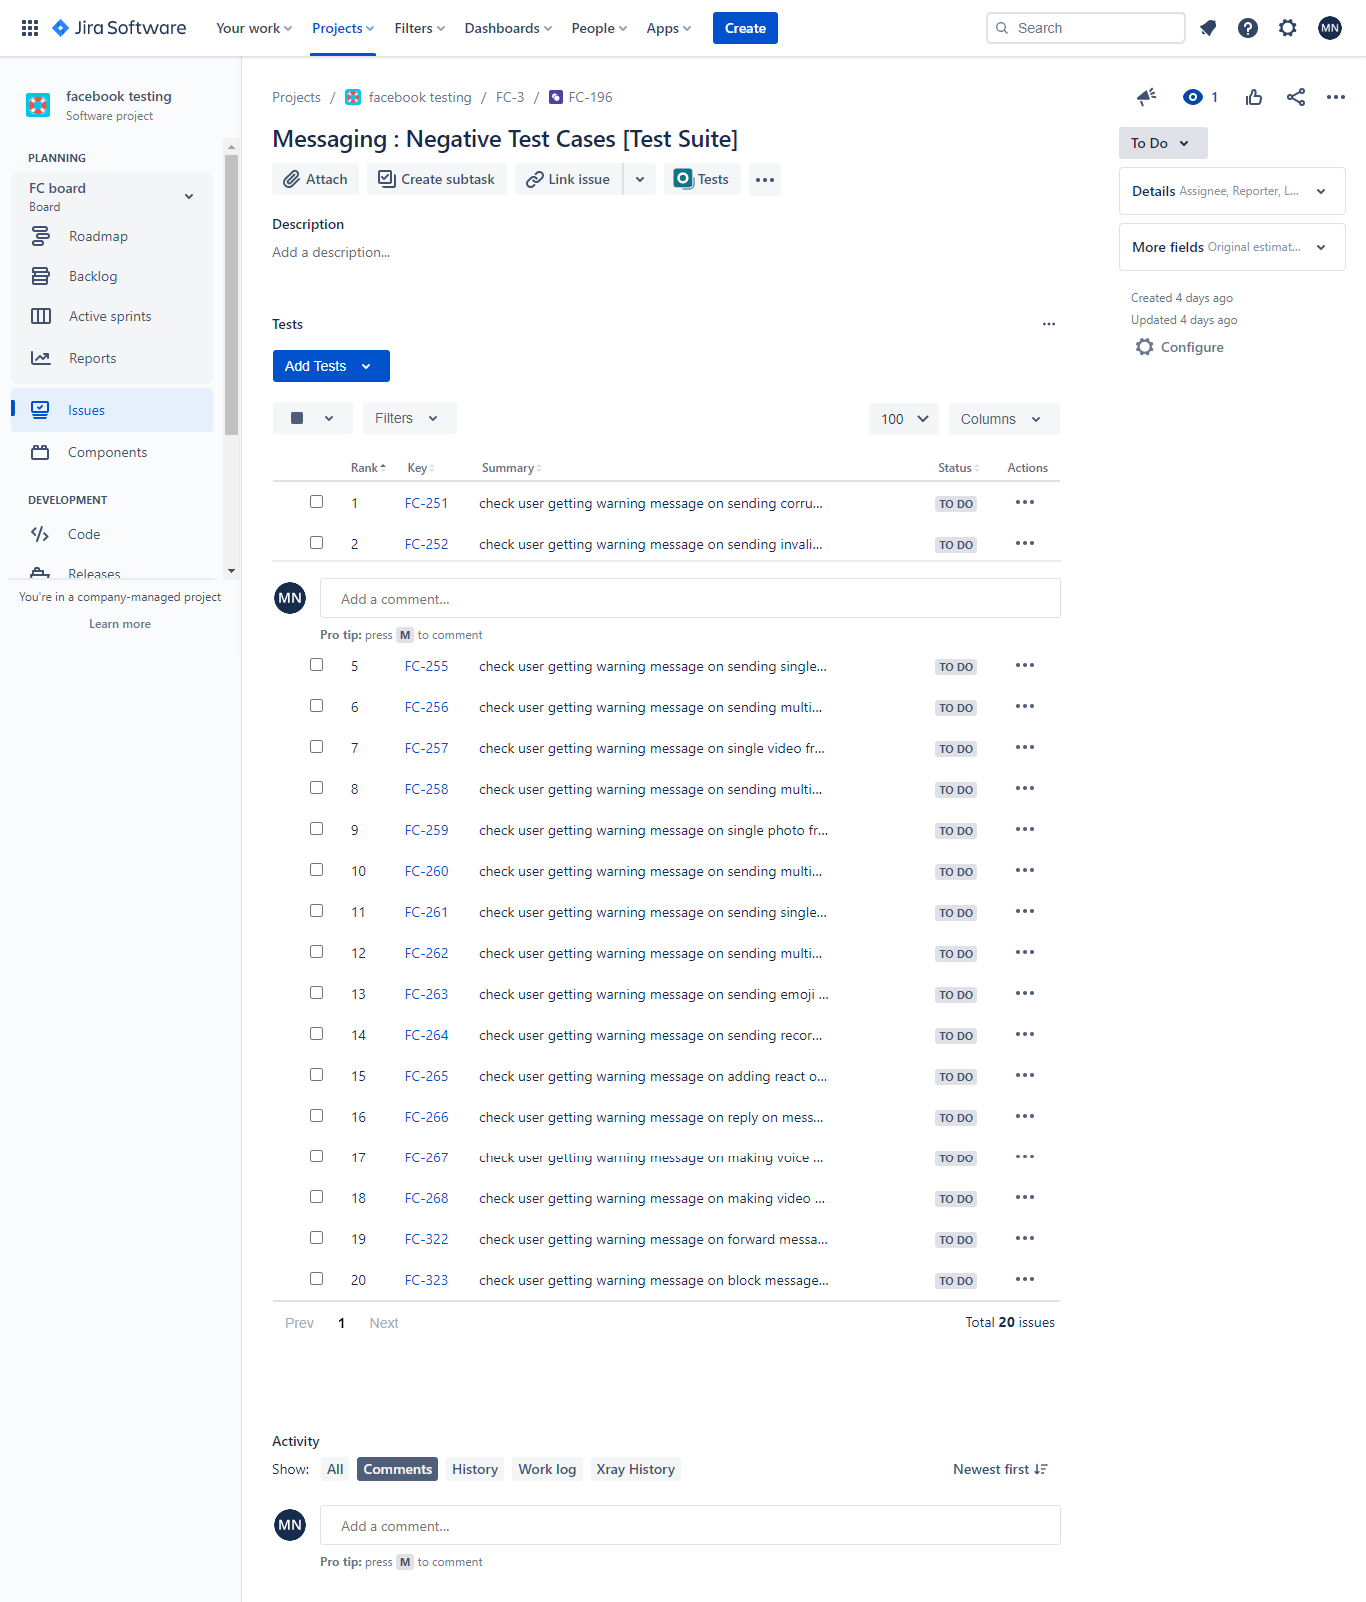 Jira Software Your work Projects Filters Dashboards People Apps Create Search MN
facebook testing
Software project
PLANNING
FC board
Board
Roadmap
Backlog
Active sprints
Reports
Issues
Components
DEVELOPMENT
Code
Releases
You're in a company-managed project
Learn more
Projects / facebook testing / FC-3 / FC-196
Messaging : Negative Test Cases [Test Suite]
Attach Create subtask Link issue Tests
Description
Add a description...
Tests
Add Tests
Filters 100 Columns
Rank Key Summary Status Actions
1 FC-251 check user getting warning message on sending corru... TO DO
2 FC-252 check user getting warning message on sending invali... TO DO
MN Add a comment...
Pro tip: press M to comment
5 FC-255 check user getting warning message on sending single... TO DO
6 FC-256 check user getting warning message on sending multi... TO DO
7 FC-257 check user getting warning message on single video fr... TO DO
8 FC-258 check user getting warning message on sending multi... TO DO
9 FC-259 check user getting warning message on single photo fr... TO DO
10 FC-260 check user getting warning message on sending multi... TO DO
11 FC-261 check user getting warning message on sending single... TO DO
12 FC-262 check user getting warning message on sending multi... TO DO
13 FC-263 check user getting warning message on sending emoji ... TO DO
14 FC-264 check user getting warning message on sending recor... TO DO
15 FC-265 check user getting warning message on adding react o... TO DO
16 FC-266 check user getting warning message on reply on mess... TO DO
17 FC-267 check user getting warning message on making voice ... TO DO
18 FC-268 check user getting warning message on making video ... TO DO
19 FC-322 check user getting warning message on forward messa... TO DO
20 FC-323 check user getting warning message on block message... TO DO
Prev 1 Next Total 20 issues
Activity
Show: All Comments History Work log Xray History Newest first
MN Add a comment...
Pro tip: press M to comment
1
To Do
Details Assignee, Reporter, L...
More fields Original estimat...
Created 4 days ago
Updated 4 days ago
Configure